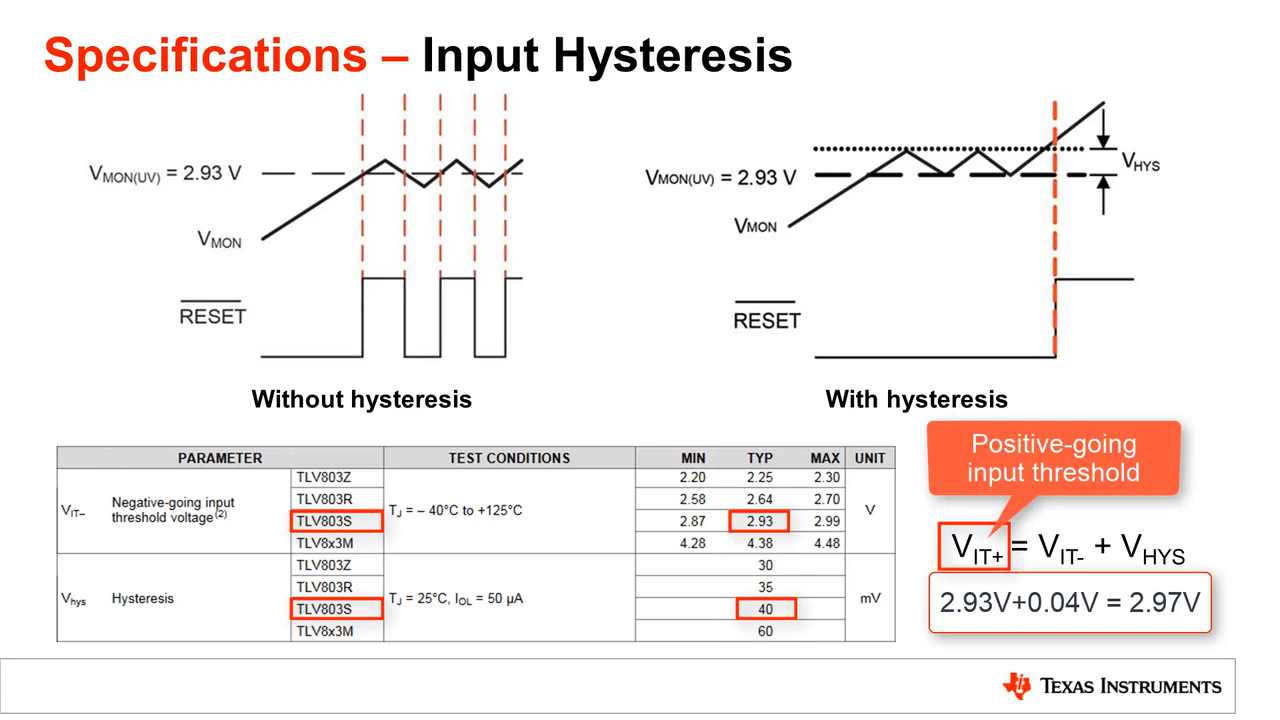 Specifications – Input Hysteresis
VMON(UV) = 2.93 V
VMON
RESET
Without hysteresis
VMON(UV) = 2.93 V
VHYS
VMON
RESET
With hysteresis
PARAMETER TEST CONDITIONS MIN TYP MAX UNIT
VIT– Negative-going input threshold voltage(2) TJ = – 40°C to +125°C V
TLV803Z 2.20 2.25 2.30
TLV803R 2.58 2.64 2.70
TLV803S 2.87 2.93 2.99
TLV8x3M 4.28 4.38 4.48
Vhys Hysteresis TJ = 25°C, IOL = 50 µA mV
TLV803Z 30
TLV803R 35
TLV803S 40
TLV8x3M 60
Positive-going
input threshold
VIT+ = VIT- + VHYS
2.93V+0.04V = 2.97V
TEXAS INSTRUMENTS